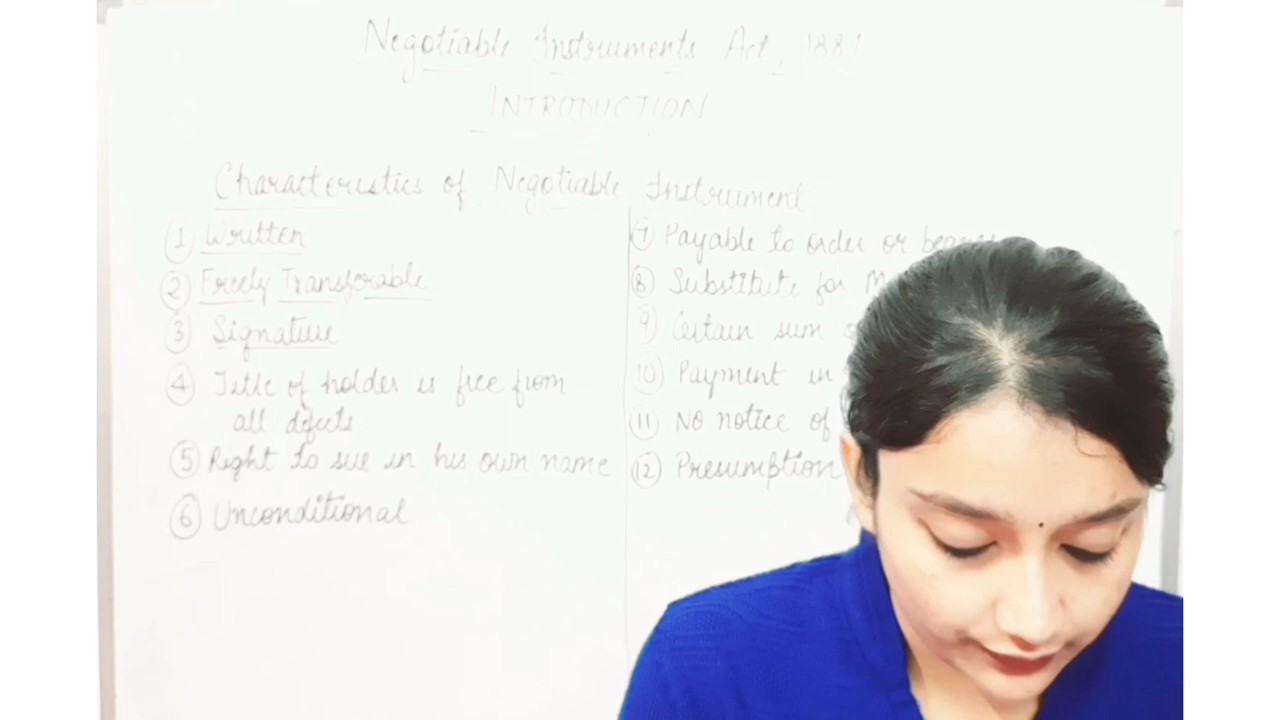 Negotiable Instruments Act, 1881
INTRODUCTION
Characteristics of Negotiable Instrument
① Written
② Freely Transferable
③ Signature
④ Title of holder is free from
all defects
⑤ Right to sue in his own name
⑥ Unconditional
⑦ Payable to order or
⑧ Substitute for
⑨ Certain sum
⑩ Payment in
⑪ No notice of
⑫ Presumption